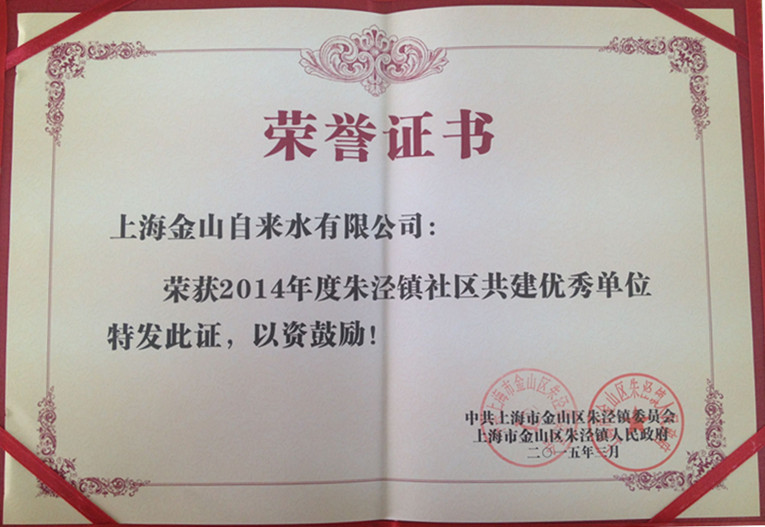 荣誉证书
上海金山自来水有限公司：
荣获2014年度朱泾镇社区共建优秀单位
特发此证，以资鼓励！
中共上海市金山区朱泾镇委员会
上海市金山区朱泾镇人民政府
二〇一五年三月